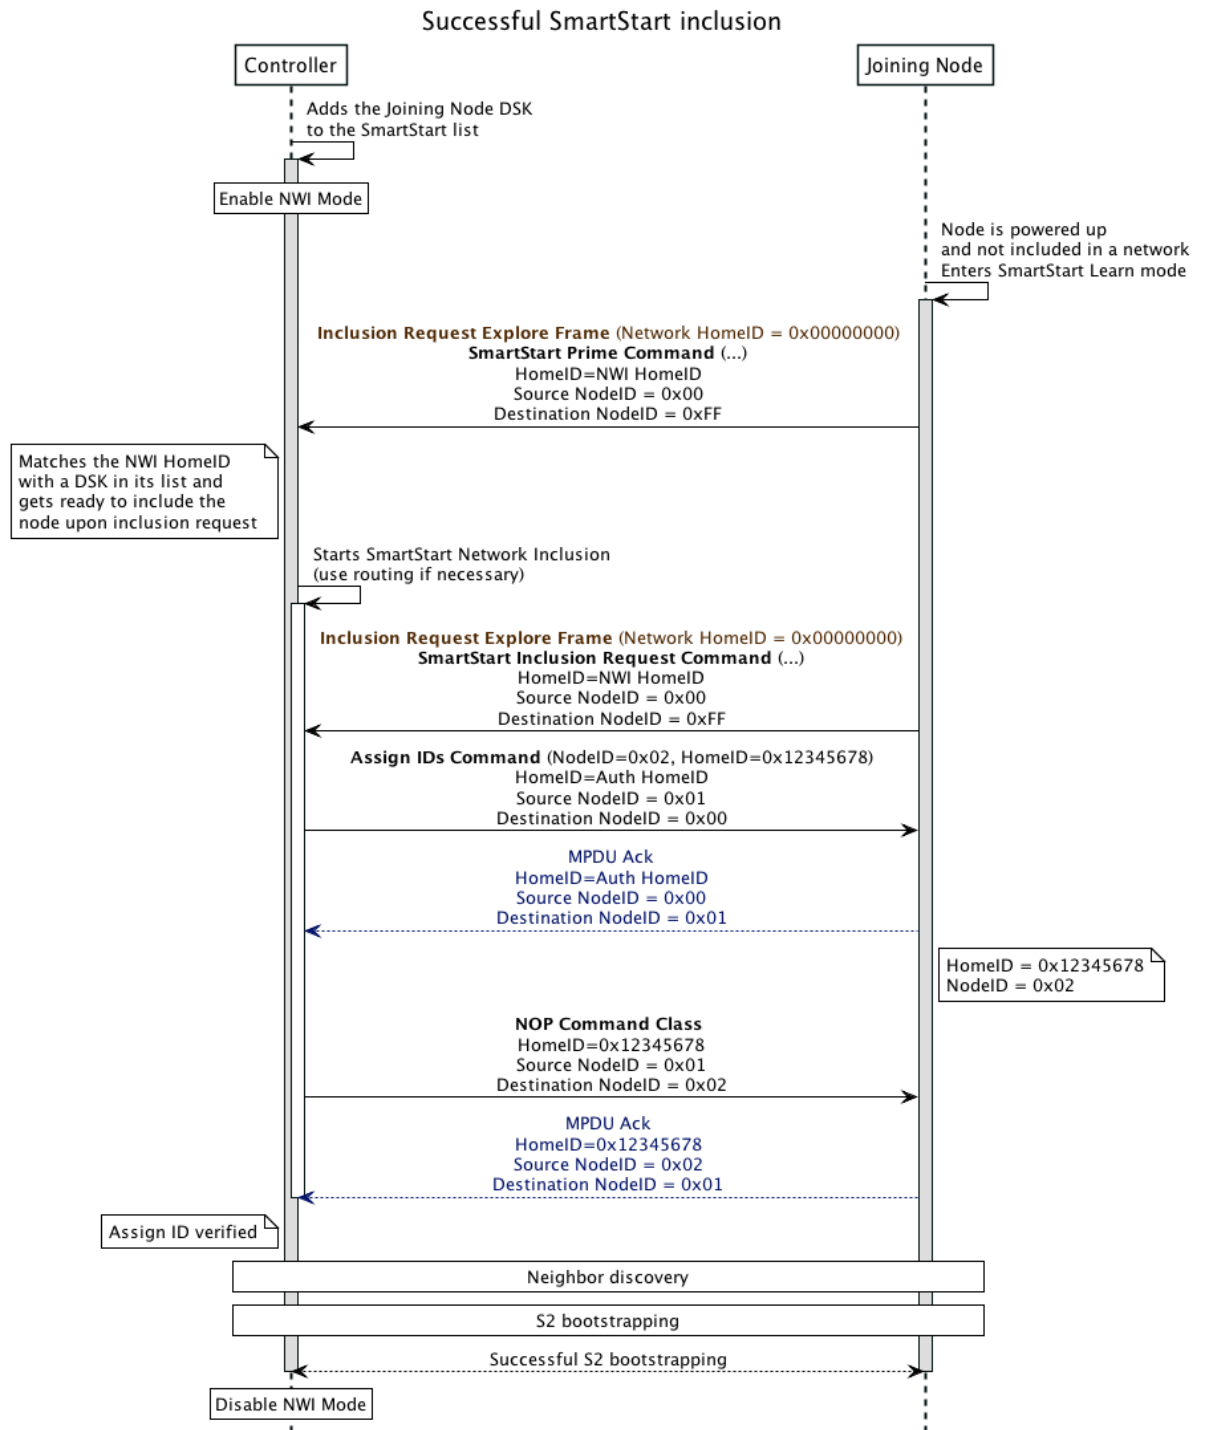 Successful SmartStart inclusion
Controller
Joining Node
Adds the Joining Node DSK
to the SmartStart list
Enable NWI Mode
Node is powered up
and not included in a network
Enters SmartStart Learn mode
Inclusion Request Explore Frame (Network HomeID = 0x00000000)
SmartStart Prime Command (...)
HomeID=NWI HomeID
Source NodeID = 0x00
Destination NodeID = 0xFF
Matches the NWI HomeID
with a DSK in its list and
gets ready to include the
node upon inclusion request
Starts SmartStart Network Inclusion
(use routing if necessary)
Inclusion Request Explore Frame (Network HomeID = 0x00000000)
SmartStart Inclusion Request Command (...)
HomeID=NWI HomeID
Source NodeID = 0x00
Destination NodeID = 0xFF
Assign IDs Command (NodeID=0x02, HomeID=0x12345678)
HomeID=Auth HomeID
Source NodeID = 0x01
Destination NodeID = 0x00
MPDU Ack
HomeID=Auth HomeID
Source NodeID = 0x00
Destination NodeID = 0x01
HomeID = 0x12345678
NodeID = 0x02
NOP Command Class
HomeID=0x12345678
Source NodeID = 0x01
Destination NodeID = 0x02
MPDU Ack
HomeID=0x12345678
Source NodeID = 0x02
Destination NodeID = 0x01
Assign ID verified
Neighbor discovery
S2 bootstrapping
Successful S2 bootstrapping
Disable NWI Mode